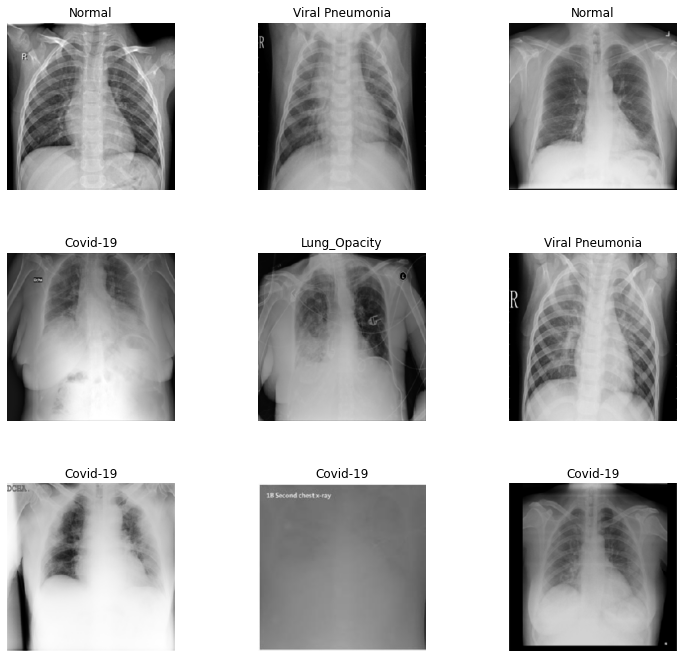 Normal
Viral Pneumonia
Normal
R
R
Covid-19
Lung_Opacity
Viral Pneumonia
R
Covid-19
Covid-19
Covid-19
DCHA.
18 Second chest x-ray